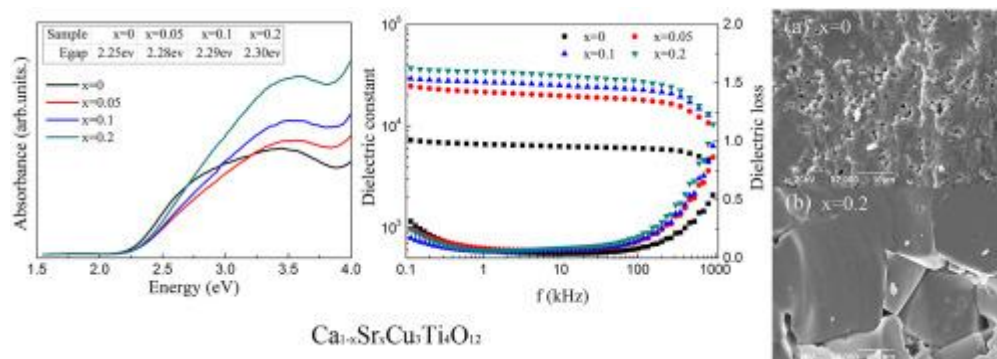 Sample x=0 x=0.05 x=0.1 x=0.2
Egap 2.25ev 2.28ev 2.29ev 2.30ev
x=0
x=0.05
x=0.1
x=0.2
Absorbance (arb.units.)
1.5 2.0 2.5 3.0 3.5 4.0
Energy (eV)
10⁶
10⁵
10⁴
10³
Dielectric constant
x=0 x=0.05
x=0.1 x=0.2
2.0
1.5
1.0
0.5
0.0
Dielectric loss
0.1 1 10 100 1000
f (kHz)
(a) x=0
(b) x=0.2
Ca₁₋ₓSrₓCu₃Ti₄O₁₂